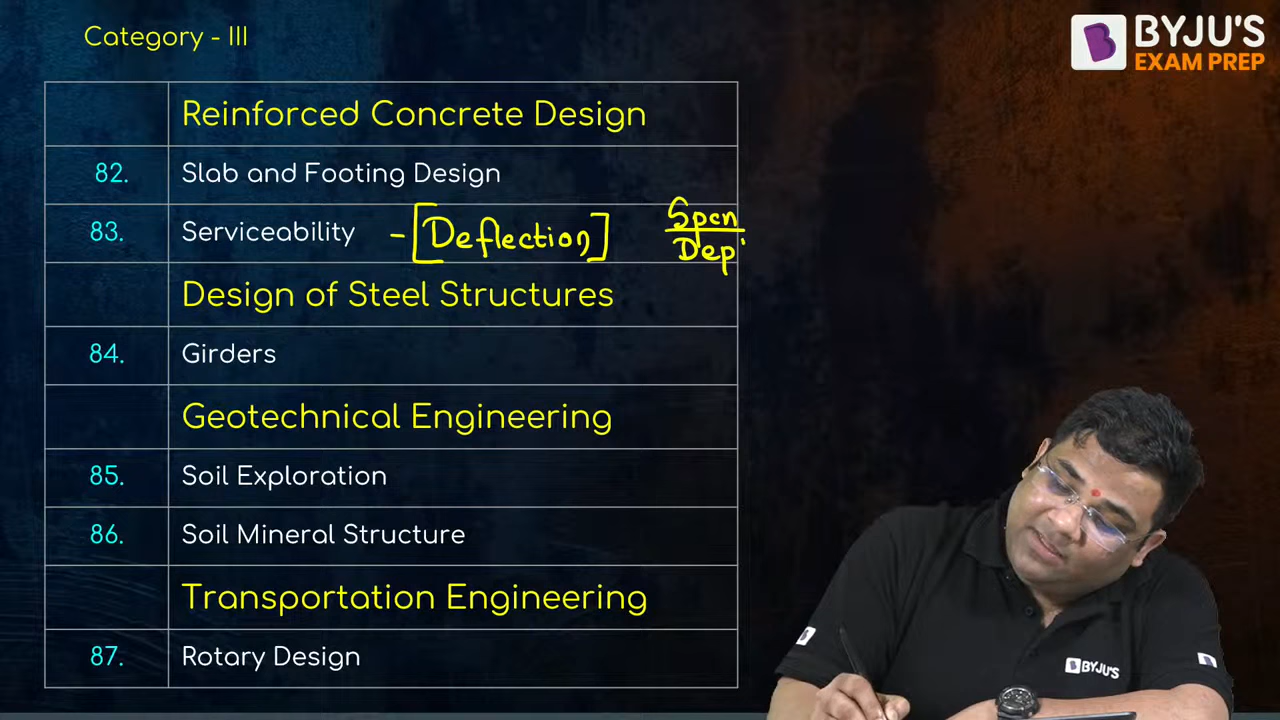 Category - III
BYJU'S
EXAM PREP
Reinforced Concrete Design
82. Slab and Footing Design
83. Serviceability - [Deflection] Span
Dep
Design of Steel Structures
84. Girders
Geotechnical Engineering
85. Soil Exploration
86. Soil Mineral Structure
Transportation Engineering
87. Rotary Design
BYJU'S